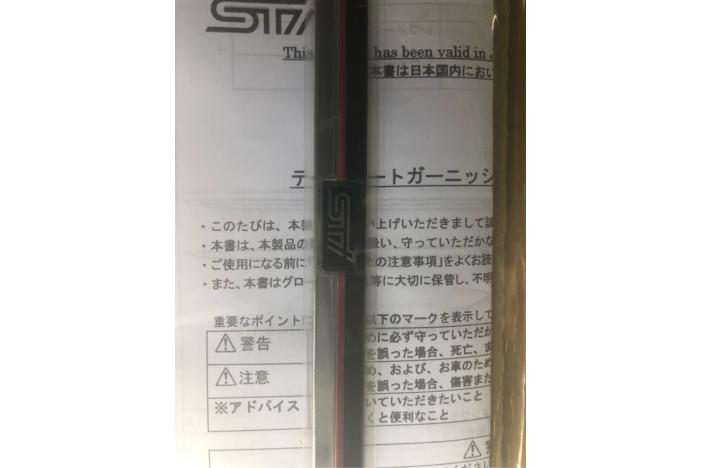 STI
Thi has been valid in
本書は日本国内におい
テ ートガーニッシ
STI
・このたびは、本製 い上げいただきまして誠
・本書は、本製品の 扱い、守っていただかな
・ご使用になる前に「 たの注意事項」をよくお読
・また、本書はグロー 等に大切に保管し、不明
重要なポイントに 以下のマークを表示して
警告 めに必ず守っていただか
を誤った場合、死亡、ま
注意 め、および、お車のため
を誤った場合、傷害また
※アドバイス いていただきたいこと
くと便利なこと